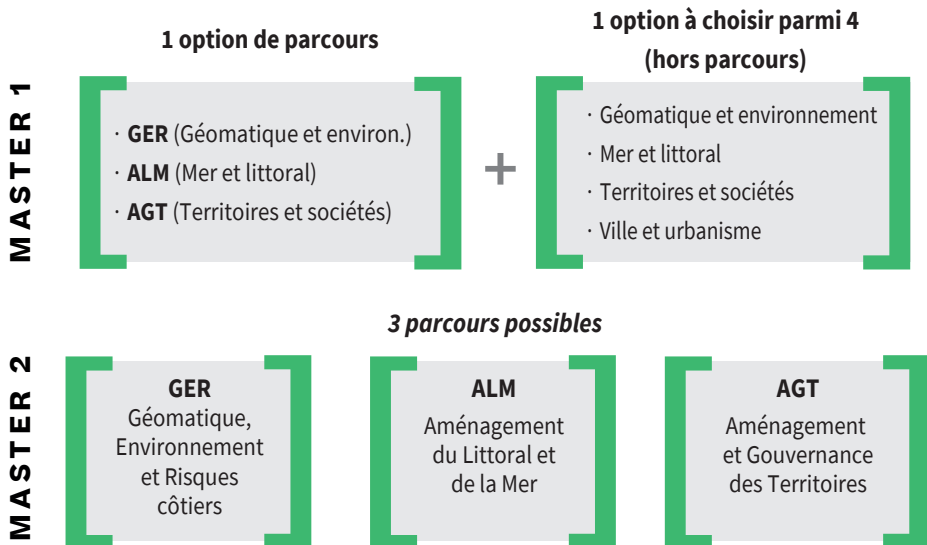 MASTER 1
1 option de parcours
· GER (Géomatique et environ.)
· ALM (Mer et littoral)
· AGT (Territoires et sociétés)
+
1 option à choisir parmi 4
(hors parcours)
· Géomatique et environnement
· Mer et littoral
· Territoires et sociétés
· Ville et urbanisme
MASTER 2
3 parcours possibles
GER
Géomatique,
Environnement
et Risques
côtiers
ALM
Aménagement
du Littoral et
de la Mer
AGT
Aménagement
et Gouvernance
des Territoires